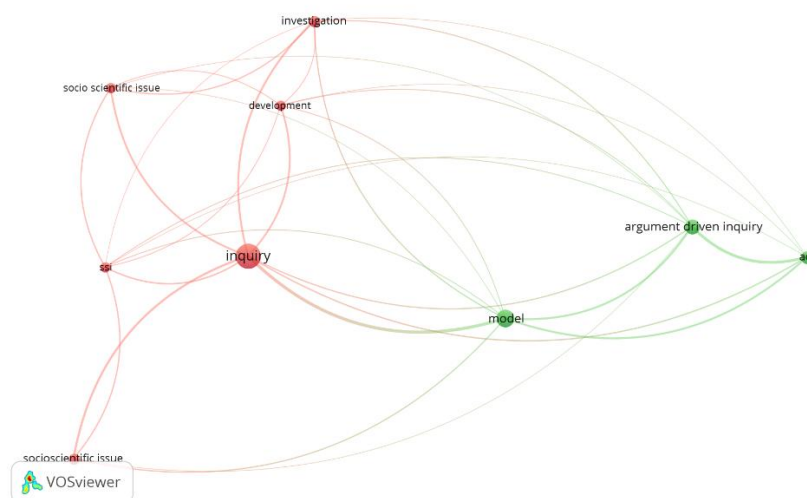 investigation
socio scientific issue
development
argument driven inquiry
inquiry
ssi
model
socioscientific issue
VOSviewer